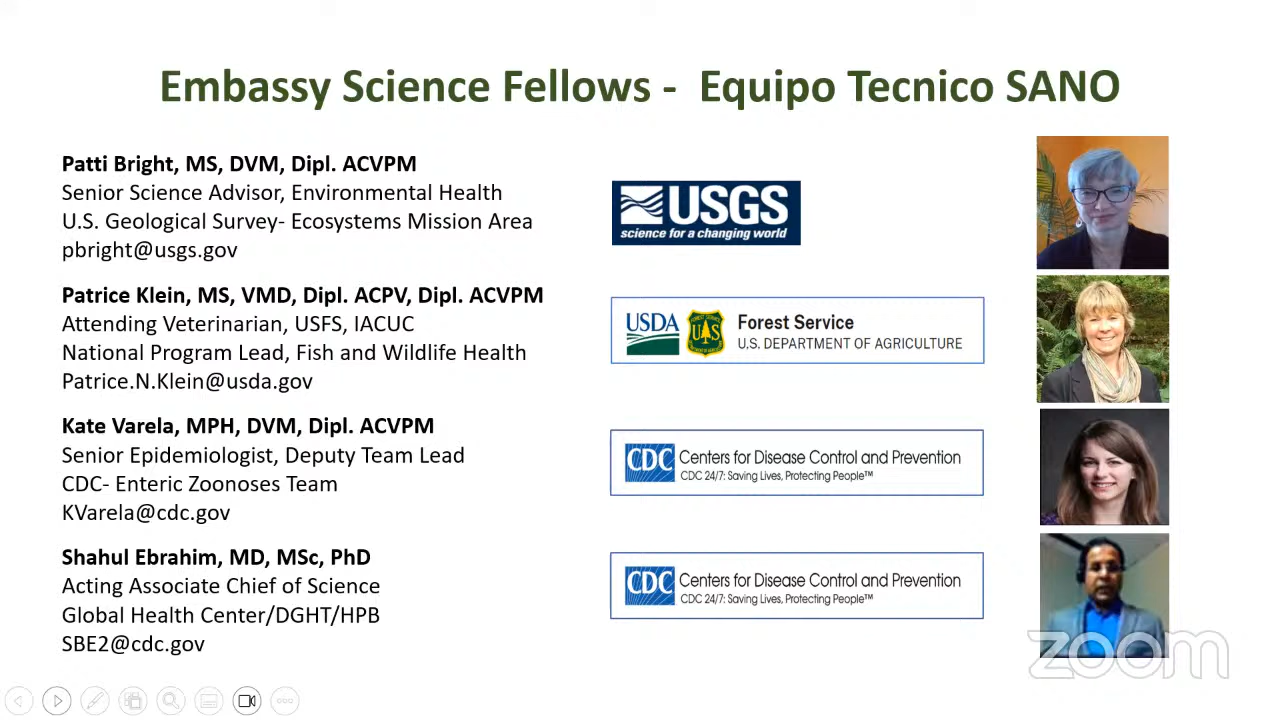 Embassy Science Fellows - Equipo Tecnico SANO
Patti Bright, MS, DVM, Dipl. ACVPM
Senior Science Advisor, Environmental Health
U.S. Geological Survey- Ecosystems Mission Area
pbright@usgs.gov
USGS
science for a changing world
Patrice Klein, MS, VMD, Dipl. ACPV, Dipl. ACVPM
Attending Veterinarian, USFS, IACUC
National Program Lead, Fish and Wildlife Health
Patrice.N.Klein@usda.gov
USDA
FOREST SERVICE
U S
Forest Service
U.S. DEPARTMENT OF AGRICULTURE
Kate Varela, MPH, DVM, Dipl. ACVPM
Senior Epidemiologist, Deputy Team Lead
CDC- Enteric Zoonoses Team
KVarela@cdc.gov
CDC
Centers for Disease Control and Prevention
CDC 24/7: Saving Lives, Protecting People™
Shahul Ebrahim, MD, MSc, PhD
Acting Associate Chief of Science
Global Health Center/DGHT/HPB
SBE2@cdc.gov
CDC
Centers for Disease Control and Prevention
CDC 24/7: Saving Lives, Protecting People™
zoom